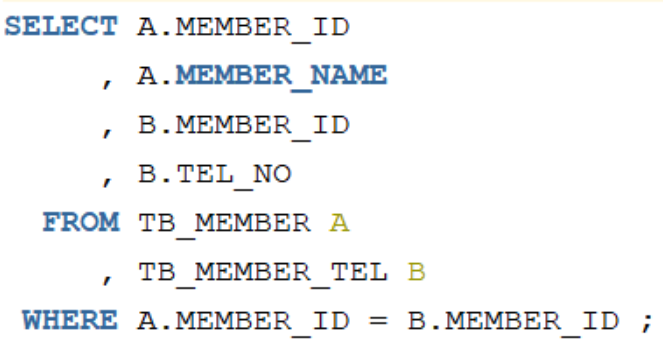 SELECT A.MEMBER_ID
, A.MEMBER_NAME
, B.MEMBER_ID
, B.TEL_NO
FROM TB_MEMBER A
, TB_MEMBER_TEL B
WHERE A.MEMBER_ID = B.MEMBER_ID ;